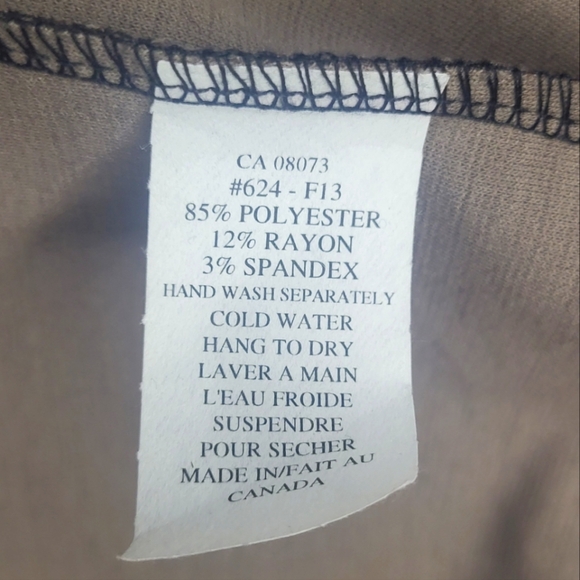 CA 08073
#624 - F13
85% POLYESTER
12% RAYON
3% SPANDEX
HAND WASH SEPARATELY
COLD WATER
HANG TO DRY
LAVER A MAIN
L'EAU FROIDE
SUSPENDRE
POUR SECHER
MADE IN/FAIT AU
CANADA